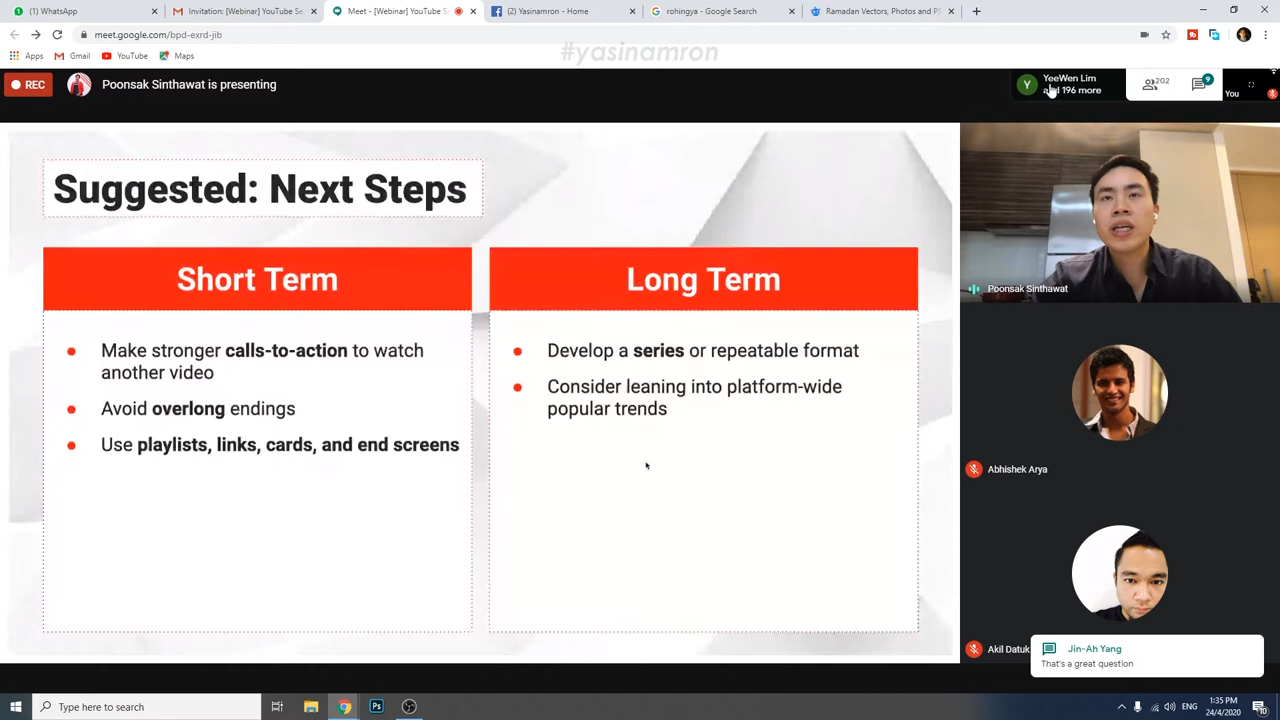 (1) WhatsApp
Invitation: [Webinar] YouTube Se
Meet - [Webinar] YouTube S
(2) Yasinamron - Home
rohingya - Google Search
Ramadan Vectors, Photos and PS
meet.google.com/bpd-exrd-jib
Apps
Gmail
YouTube
Maps
#yasinamron
REC
Poonsak Sinthawat is presenting
Y
YeeWen Lim
and 196 more
202
9
You
Suggested: Next Steps
Short Term
Make stronger calls-to-action to watch
another video
Avoid overlong endings
Use playlists, links, cards, and end screens
Long Term
Develop a series or repeatable format
Consider leaning into platform-wide
popular trends
Poonsak Sinthawat
Abhishek Arya
Akil Datuk
Jin-Ah Yang
That's a great question
Type here to search
Ps
ENG
1:35 PM
24/4/2020
10